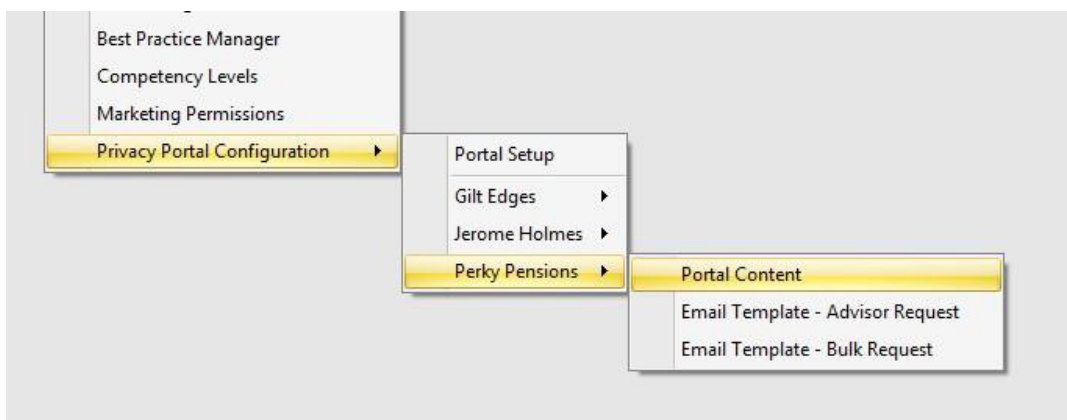 Best Practice Manager
Competency Levels
Marketing Permissions
Privacy Portal Configuration
Portal Setup
Gilt Edges
Jerome Holmes
Perky Pensions
Portal Content
Email Template - Advisor Request
Email Template - Bulk Request